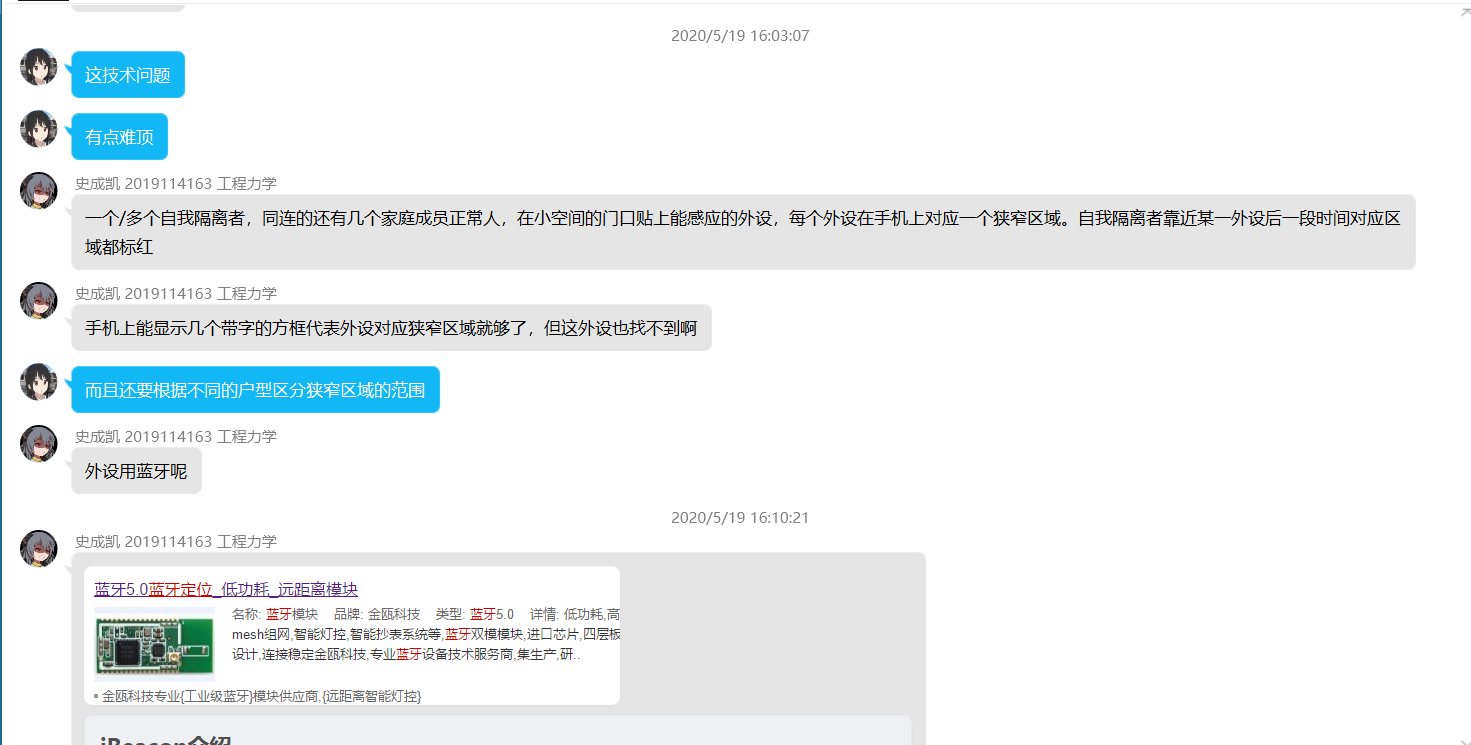 2020/5/19 16:03:07
这技术问题
有点难顶
史成凯 2019114163 工程力学
一个/多个自我隔离者，同连的还有几个家庭成员正常人，在小空间的门口贴上能感应的外设，每个外设在手机上对应一个狭窄区域。自我隔离者靠近某一外设后一段时间对应区
域都标红
史成凯 2019114163 工程力学
手机上能显示几个带字的方框代表外设对应狭窄区域就够了，但这外设也找不到啊
而且还要根据不同的户型区分狭窄区域的范围
史成凯 2019114163 工程力学
外设用蓝牙呢
2020/5/19 16:10:21
史成凯 2019114163 工程力学
蓝牙5.0蓝牙定位_低功耗_远距离模块
名称: 蓝牙模块 品牌: 金瓯科技 类型: 蓝牙5.0 详情: 低功耗,高
mesh组网,智能灯控,智能抄表系统等,蓝牙双模模块,进口芯片,四层板
设计,连接稳定金瓯科技,专业蓝牙设备技术服务商,集生产,研..
金瓯科技专业{工业级蓝牙}模块供应商,{远距离智能灯控}
iBeacon介绍